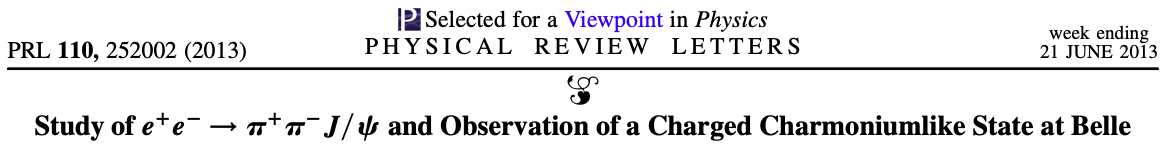 P Selected for a Viewpoint in Physics
PRL 110, 252002 (2013)
PHYSICAL REVIEW LETTERS
week ending
21 JUNE 2013
Study of e⁺e⁻ → π⁺π⁻J/ψ and Observation of a Charged Charmoniumlike State at Belle